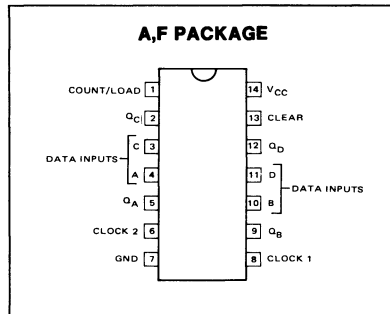 A,F PACKAGE
COUNT/LOAD 1 14 VCC
QC 2 13 CLEAR
C 3 12 QD
DATA INPUTS
A 4 11 D
DATA INPUTS
QA 5 10 B
CLOCK 2 6 9 QB
GND 7 8 CLOCK 1